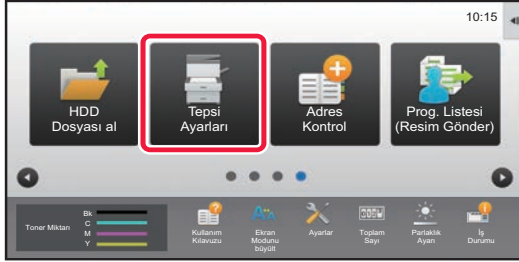 10:15
HDD
Dosyası al
Tepsi
Ayarları
Adres
Kontrol
Prog. Listesi
(Resim Gönder)
Toner Miktarı
Bk
C
M
Y
Kullanım
Kılavuzu
Ekran
Modunu
büyült
Ayarlar
Toplam
Sayı
Parlaklık
Ayarı
İş
Durumu